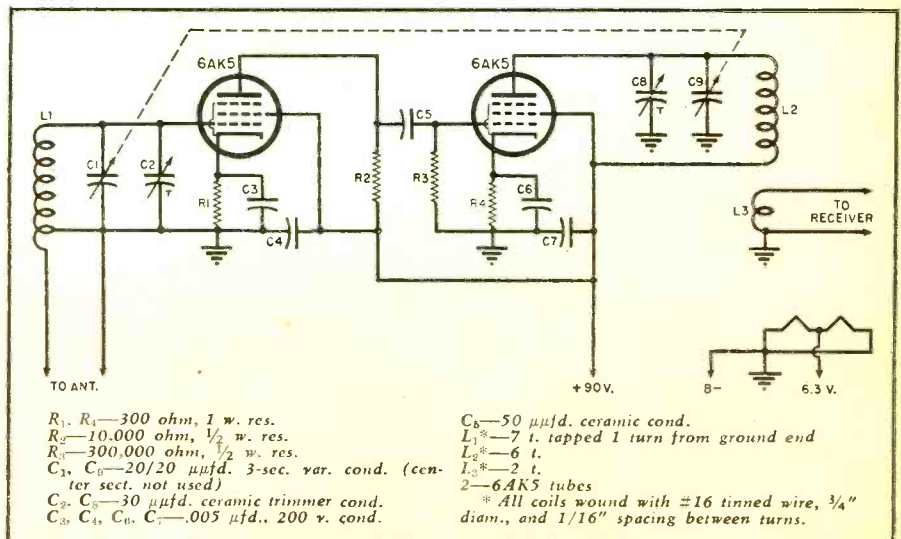 6AK5
6AK5
L1
C1
C2
T
R1
C3
C4
R2
C5
R3
R4
C6
C7
C8
T
C9
L2
L3
TO
RECEIVER
TO ANT.
+90V.
B-
6.3 V.
R₁, R₄—300 ohm, 1 w. res.
R₂—10,000 ohm, ½ w. res.
R₃—300,000 ohm, ½ w. res.
C₁, C₉—20/20 μμfd. 3-sec. var. cond. (cen-
ter sect. not used)
C₂, C₈—30 μμfd. ceramic trimmer cond.
C₃, C₄, C₆, C₇—.005 μfd., 200 v. cond.
C₅—50 μμfd. ceramic cond.
L₁*—7 t. tapped 1 turn from ground end
L₂*—6 t.
L₃*—2 t.
2—6AK5 tubes
* All coils wound with #16 tinned wire, ¾"
diam., and 1/16" spacing between turns.